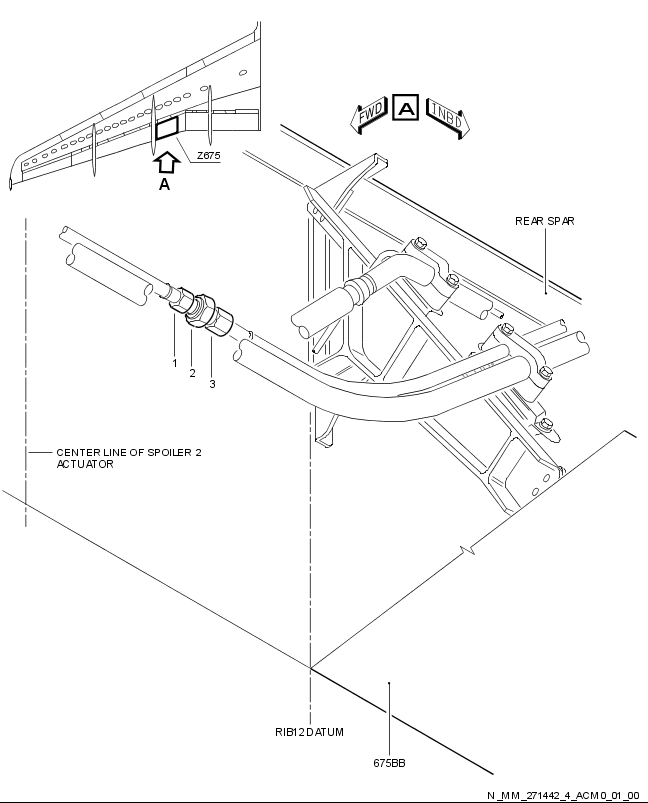 FWD
A
INBD
Z675
A
REAR SPAR
1
2
3
CENTER LINE OF SPOILER 2
ACTUATOR
RIB12 DATUM
675BB
N_MM_271442_4_ACM0_01_00